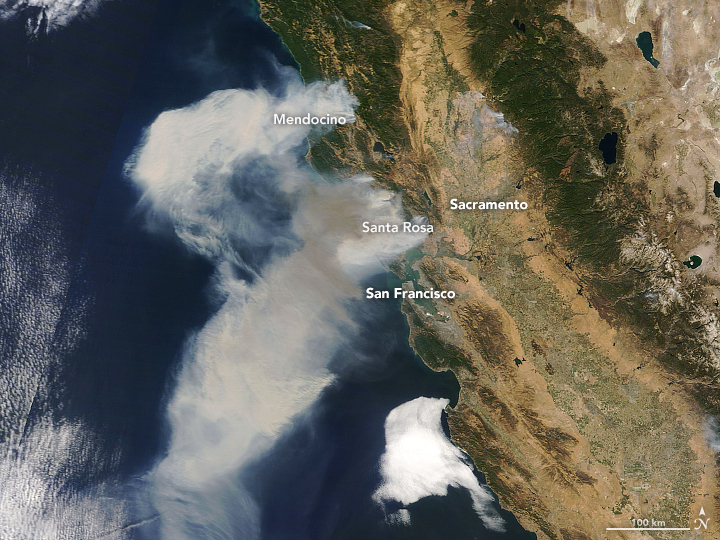 Mendocino
Sacramento
Santa Rosa
San Francisco
100 km
N